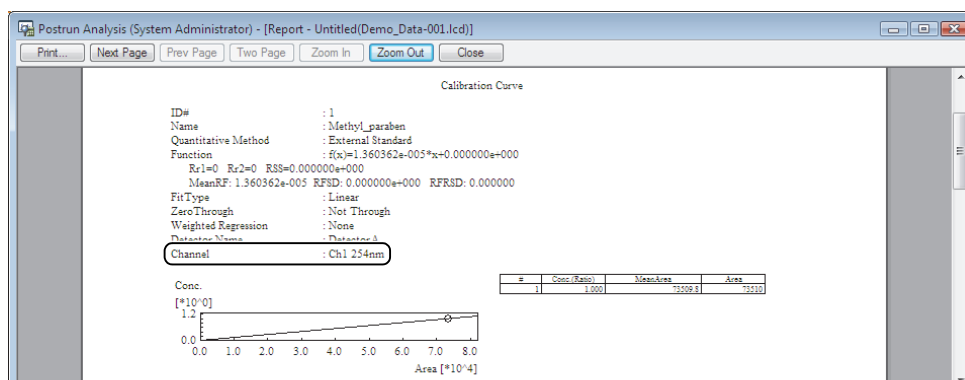 Postrun Analysis (System Administrator) - [Report - Untitled(Demo_Data-001.lcd)]
Print... Next Page Prev Page Two Page Zoom In Zoom Out Close
Calibration Curve
ID# : 1
Name : Methyl_paraben
Quantitative Method : External Standard
Function : f(x)=1.360362e-005*x+0.000000e+000
Rr1=0 Rr2=0 RSS=0.000000e+000
MeanRF: 1.360362e-005 RFSD: 0.000000e+000 RFRSD: 0.000000
FitType : Linear
ZeroThrough : Not Through
Weighted Regression : None
Detector Name : Detector A
Channel : Ch1 254nm
# Conc.(Ratio) MeanArea Area
1 1.000 73509.8 73510
Conc.
[*10^0]
1.2
0.0
0.0 1.0 2.0 3.0 4.0 5.0 6.0 7.0 8.0
Area [*10^4]